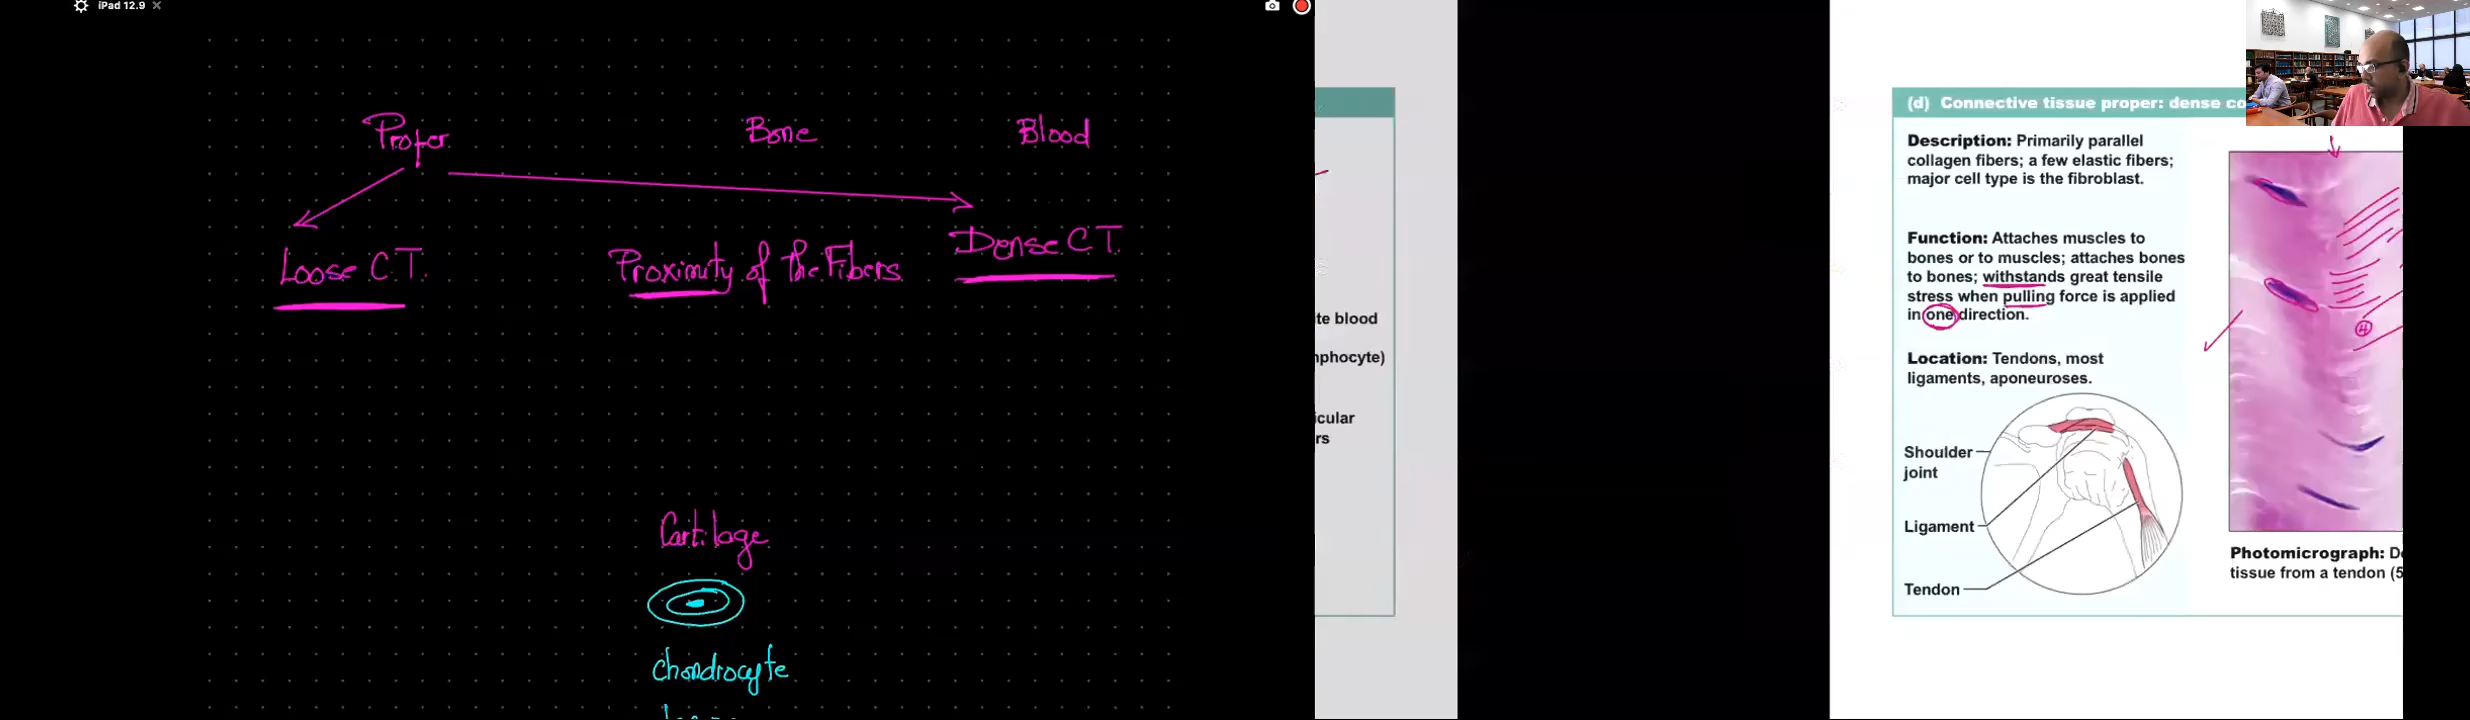 iPad 12.9
Proper
Bone
Blood
Loose C.T.
Proximity of the Fibers
Dense C T.
Cartilage
chondrocyte
te blood
nphocyte)
icular
rs
(d) Connective tissue proper: dense co
Description: Primarily parallel
collagen fibers; a few elastic fibers;
major cell type is the fibroblast.
Function: Attaches muscles to
bones or to muscles; attaches bones
to bones; withstands great tensile
stress when pulling force is applied
in one direction.
Location: Tendons, most
ligaments, aponeuroses.
Shoulder
joint
Ligament
Tendon
Photomicrograph: De
tissue from a tendon (5